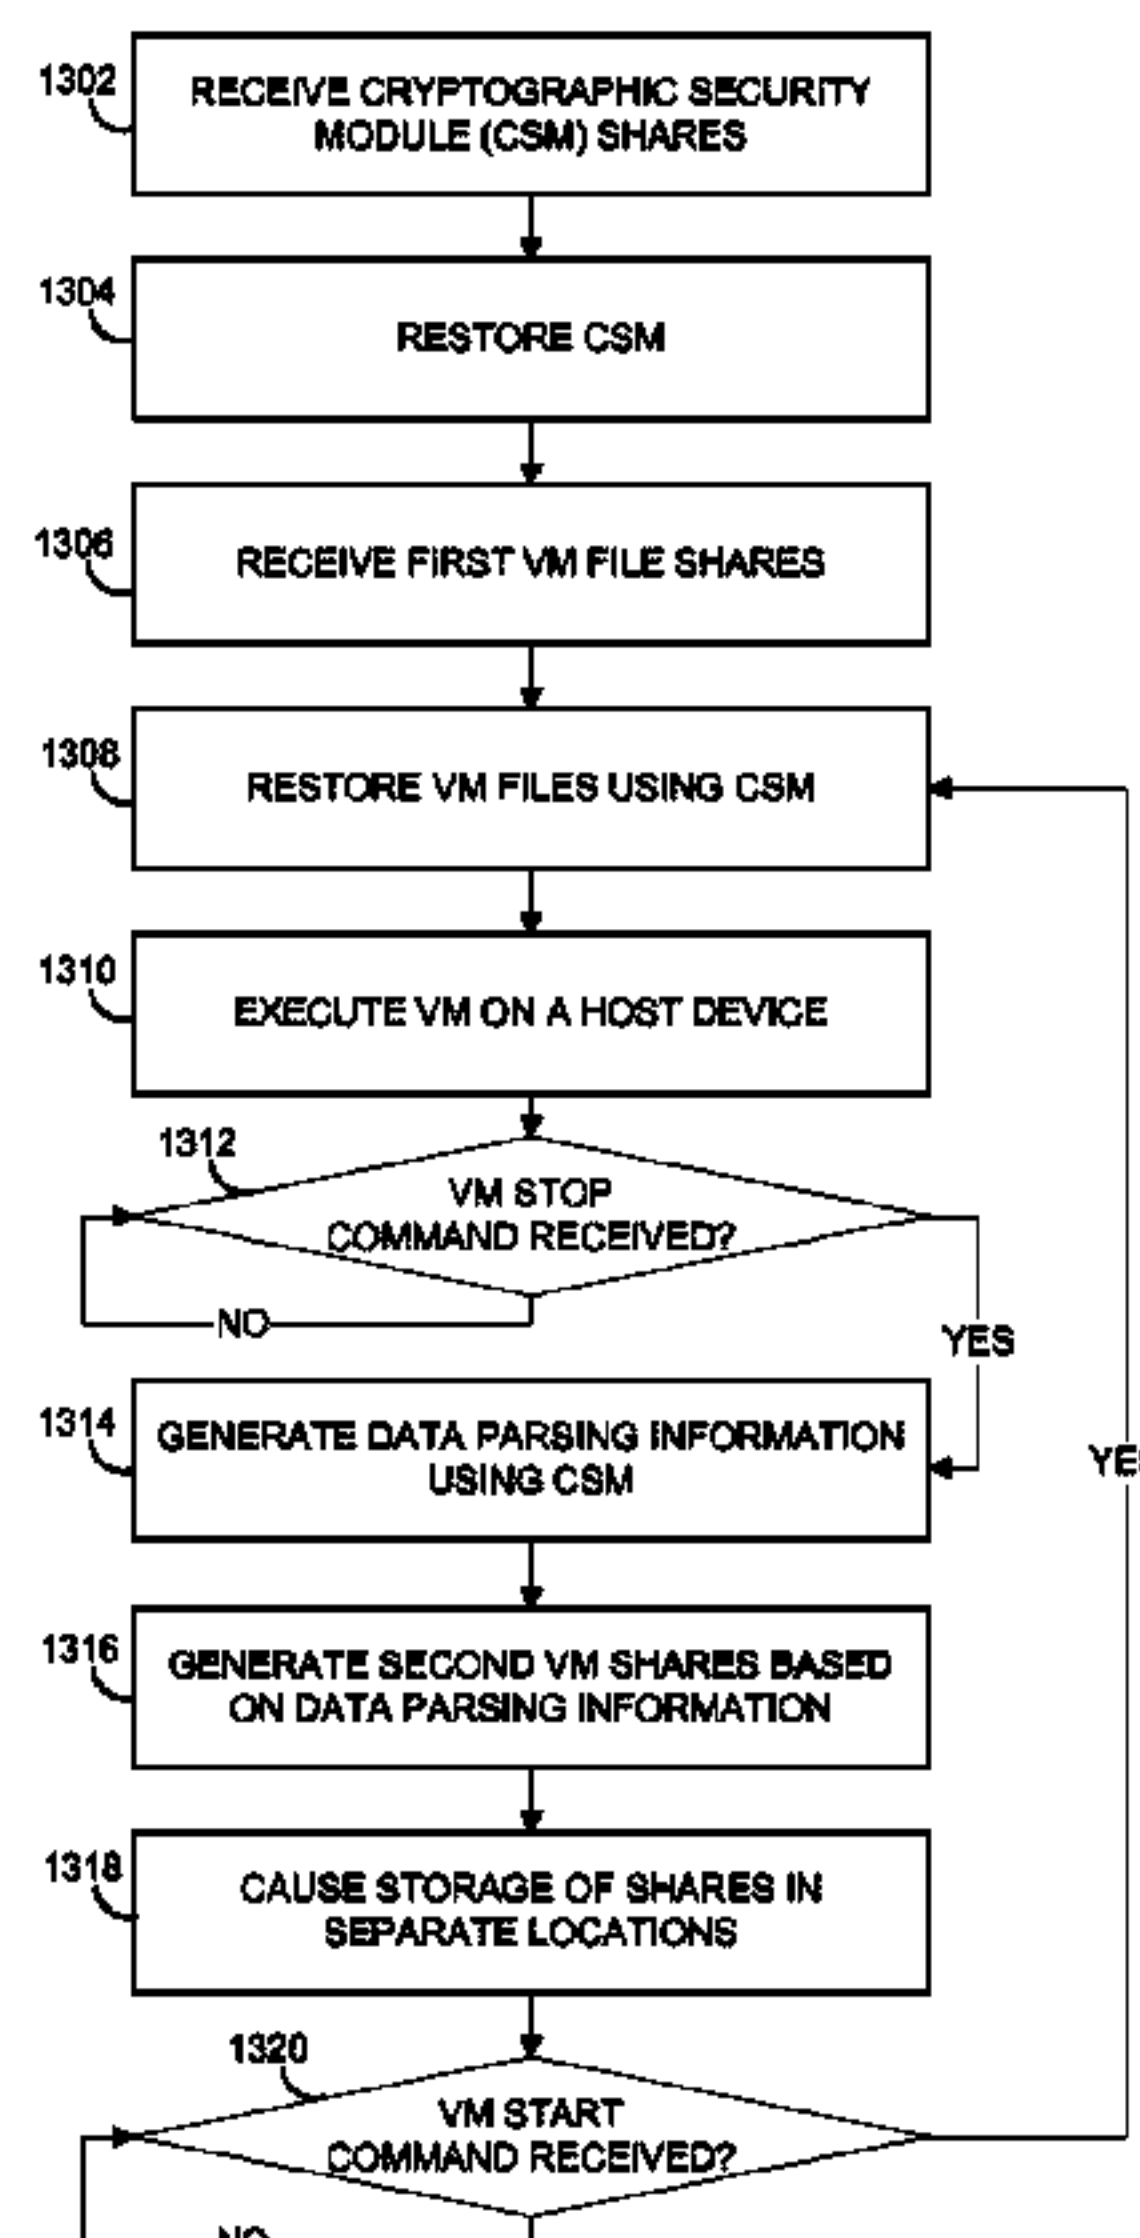 1302
RECEIVE CRYPTOGRAPHIC SECURITY
MODULE (CSM) SHARES
1304
RESTORE CSM
1306
RECEIVE FIRST VM FILE SHARES
1308
RESTORE VM FILES USING CSM
1310
EXECUTE VM ON A HOST DEVICE
1312
VM STOP
COMMAND RECEIVED?
NO
YES
1314
GENERATE DATA PARSING INFORMATION
USING CSM
YES
1316
GENERATE SECOND VM SHARES BASED
ON DATA PARSING INFORMATION
1318
CAUSE STORAGE OF SHARES IN
SEPARATE LOCATIONS
1320
VM START
COMMAND RECEIVED?
NO